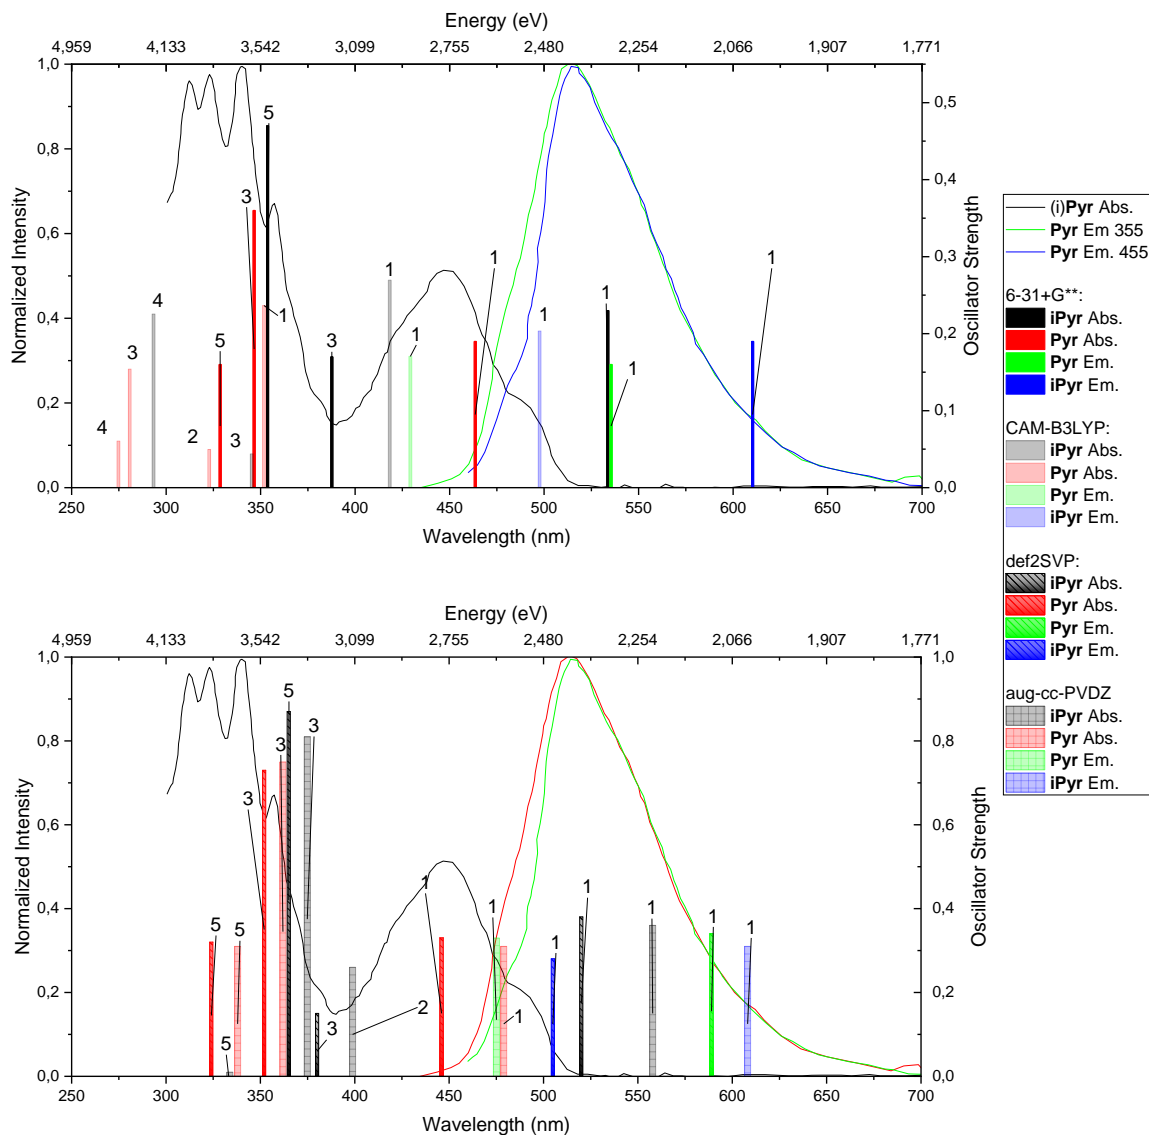 Energy (eV)
4,959 4,133 3,542 3,099 2,755 2,480 2,254 2,066 1,907 1,771
1,0 0,8 0,6 0,4 0,2 0,0
Normalized Intensity
4 3 4 2 5 3 3 5 1 3 1 1 1 1 1 1 1
0,5 0,4 0,3 0,2 0,1 0,0
Oscillator Strength
250 300 350 400 450 500 550 600 650 700
Wavelength (nm)
(i)Pyr Abs.
Pyr Em 355
Pyr Em. 455
6-31+G**:
iPyr Abs.
Pyr Abs.
Pyr Em.
iPyr Em.
CAM-B3LYP:
iPyr Abs.
Pyr Abs.
Pyr Em.
iPyr Em.
def2SVP:
iPyr Abs.
Pyr Abs.
Pyr Em.
iPyr Em.
aug-cc-PVDZ
iPyr Abs.
Pyr Abs.
Pyr Em.
iPyr Em.
Energy (eV)
4,959 4,133 3,542 3,099 2,755 2,480 2,254 2,066 1,907 1,771
1,0 0,8 0,6 0,4 0,2 0,0
Normalized Intensity
5 5 5 3 3 5 3 3 2 1 1 1 1 1 1 1 1
1,0 0,8 0,6 0,4 0,2 0,0
Oscillator Strength
250 300 350 400 450 500 550 600 650 700
Wavelength (nm)